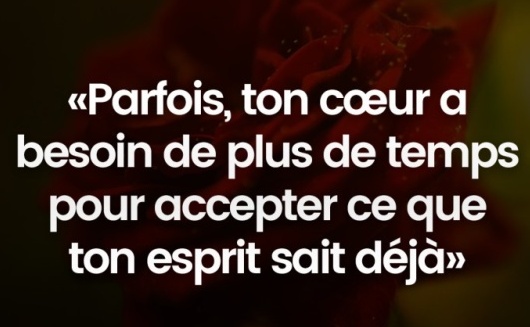 «Parfois, ton cœur a
besoin de plus de temps
pour accepter ce que
ton esprit sait déjà»